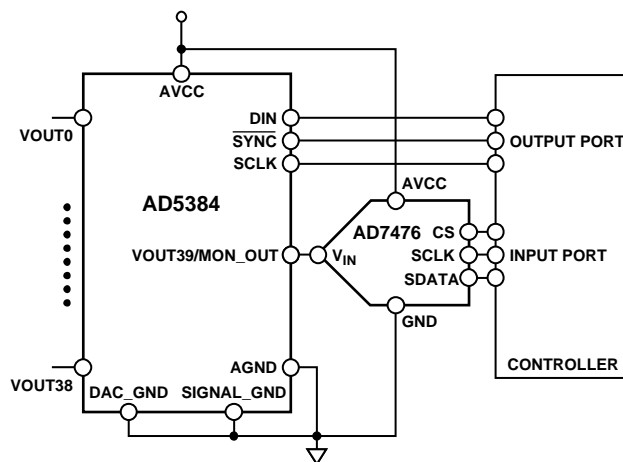 AVCC
DIN
VOUT0
SYNC
OUTPUT PORT
SCLK
AVCC
AD5384
AD7476
CS
VOUT39/MON_OUT
VIN
SCLK
INPUT PORT
SDATA
GND
AGND
CONTROLLER
VOUT38
DAC_GND
SIGNAL_GND